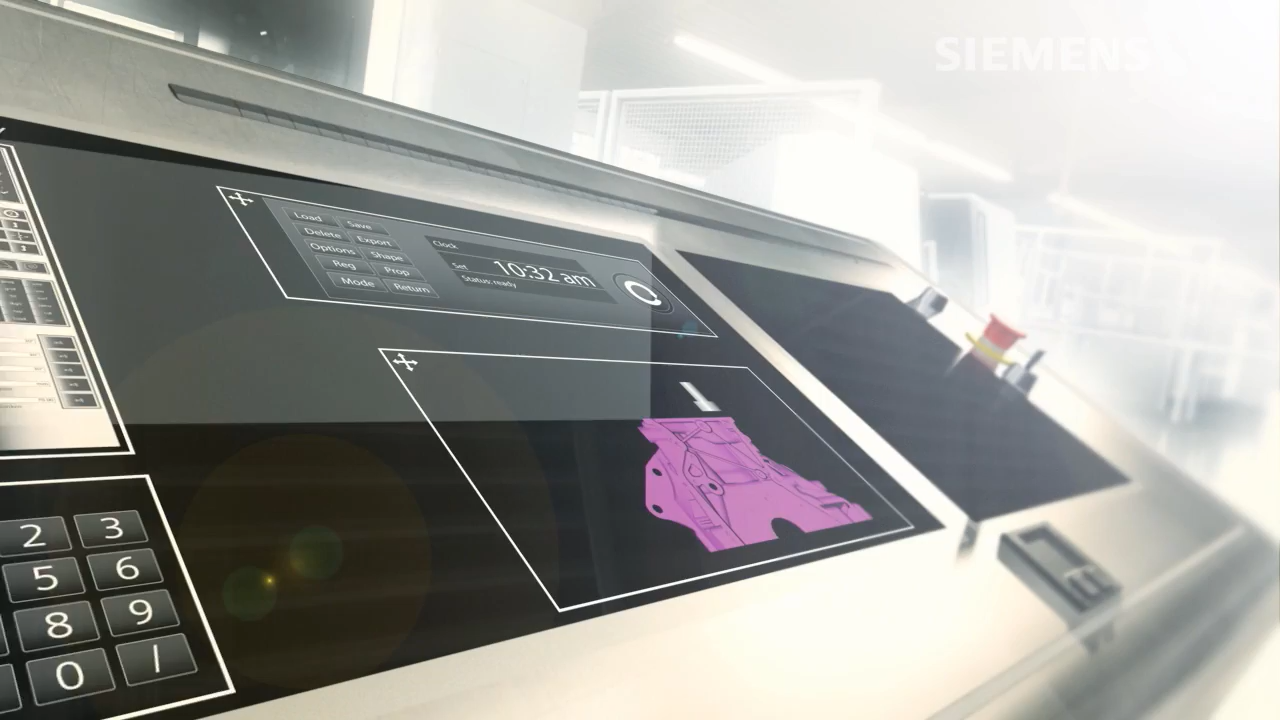 SIEMENS
Load Save
Delete Export
Options Shape
Reg Prop
Mode Return
Clock
Set 10:32 am
Status: ready
2 3
5 6
8 9
0 /